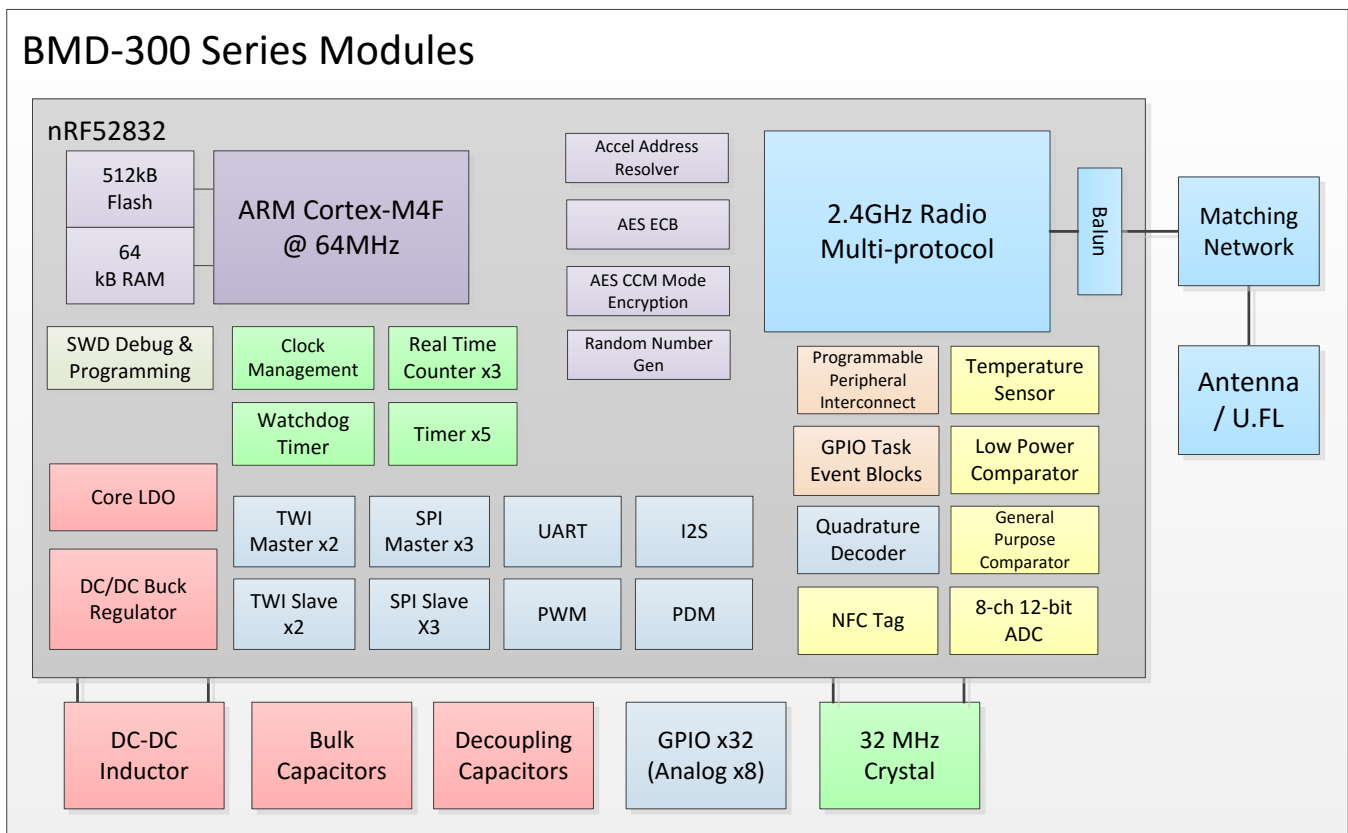 BMD-300 Series Modules
nRF52832
512kB
Flash
64
kB RAM
ARM Cortex-M4F
@ 64MHz
Accel Address
Resolver
AES ECB
AES CCM Mode
Encryption
Random Number
Gen
2.4GHz Radio
Multi-protocol
Balun
Matching
Network
Antenna
/ U.FL
SWD Debug &
Programming
Clock
Management
Real Time
Counter x3
Watchdog
Timer
Timer x5
Programmable
Peripheral
Interconnect
Temperature
Sensor
GPIO Task
Event Blocks
Low Power
Comparator
Core LDO
DC/DC Buck
Regulator
TWI
Master x2
SPI
Master x3
UART
I2S
Quadrature
Decoder
General
Purpose
Comparator
TWI Slave
x2
SPI Slave
X3
PWM
PDM
NFC Tag
8-ch 12-bit
ADC
DC-DC
Inductor
Bulk
Capacitors
Decoupling
Capacitors
GPIO x32
(Analog x8)
32 MHz
Crystal